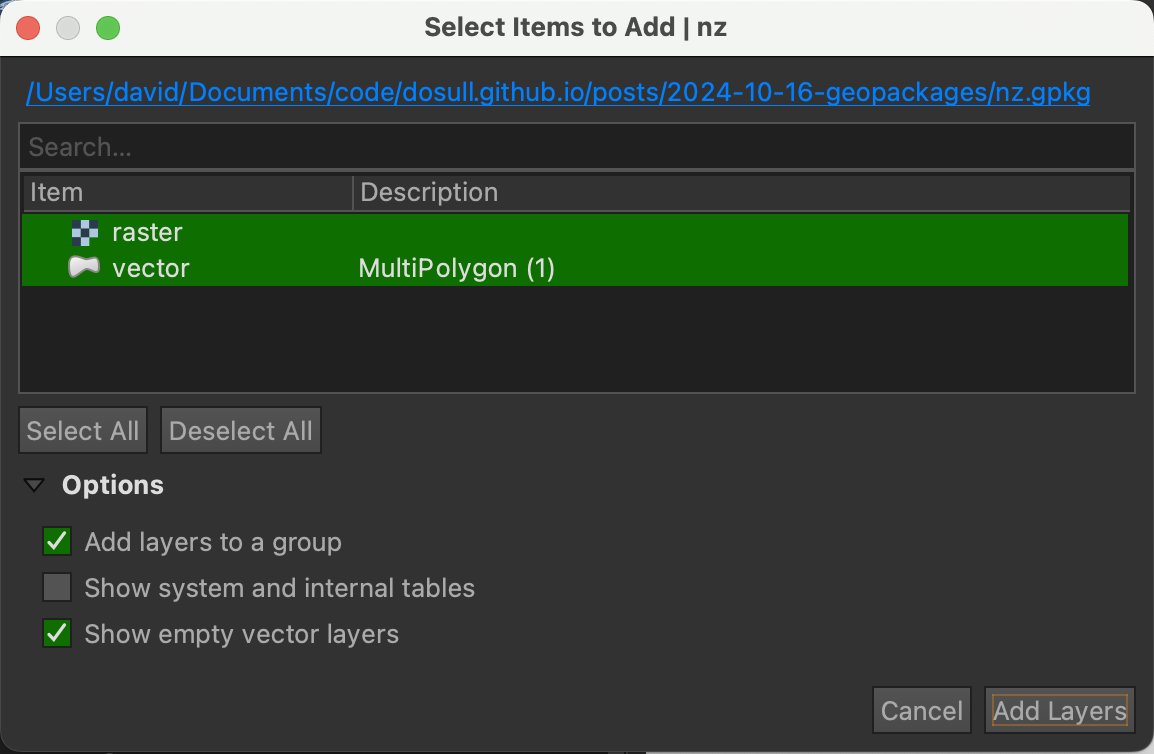 Select Items to Add | nz
/Users/david/Documents/code/dosull.github.io/posts/2024-10-16-geopackages/nz.gpkg
Search...
Item Description
raster
vector MultiPolygon (1)
Select All Deselect All
Options
Add layers to a group
Show system and internal tables
Show empty vector layers
Cancel Add Layers